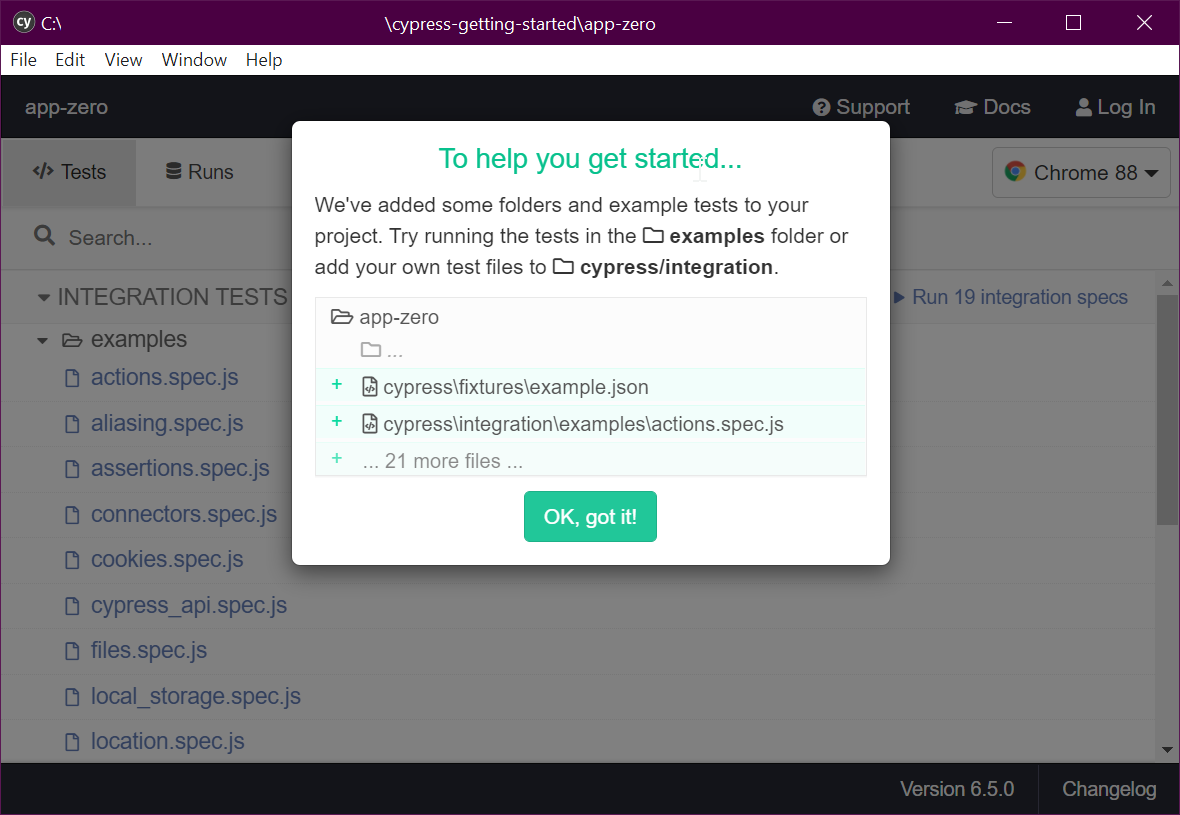 cy C:\ \cypress-getting-started\app-zero
File Edit View Window Help
app-zero Support Docs Log In
Tests Runs Chrome 88
Search...
INTEGRATION TESTS Run 19 integration specs
examples
actions.spec.js
aliasing.spec.js
assertions.spec.js
connectors.spec.js
cookies.spec.js
cypress_api.spec.js
files.spec.js
local_storage.spec.js
location.spec.js
To help you get started...
We've added some folders and example tests to your
project. Try running the tests in the examples folder or
add your own test files to cypress/integration.
app-zero
...
+ cypress\fixtures\example.json
+ cypress\integration\examples\actions.spec.js
+ ... 21 more files ...
OK, got it!
Version 6.5.0 Changelog